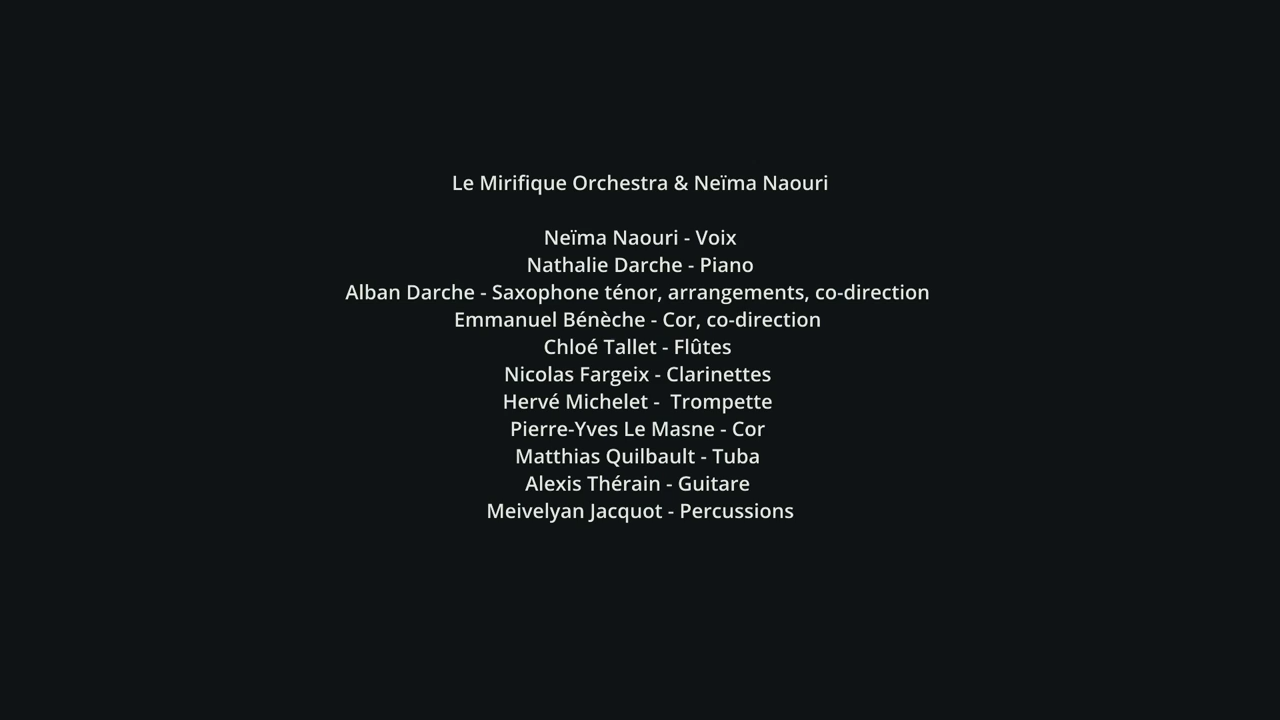 Le Mirifique Orchestra & Neïma Naouri
Neïma Naouri - Voix
Nathalie Darche - Piano
Alban Darche - Saxophone ténor, arrangements, co-direction
Emmanuel Bénèche - Cor, co-direction
Chloé Tallet - Flûtes
Nicolas Fargeix - Clarinettes
Hervé Michelet -  Trompette
Pierre-Yves Le Masne - Cor
Matthias Quilbault - Tuba
Alexis Thérain - Guitare
Meivelyan Jacquot - Percussions